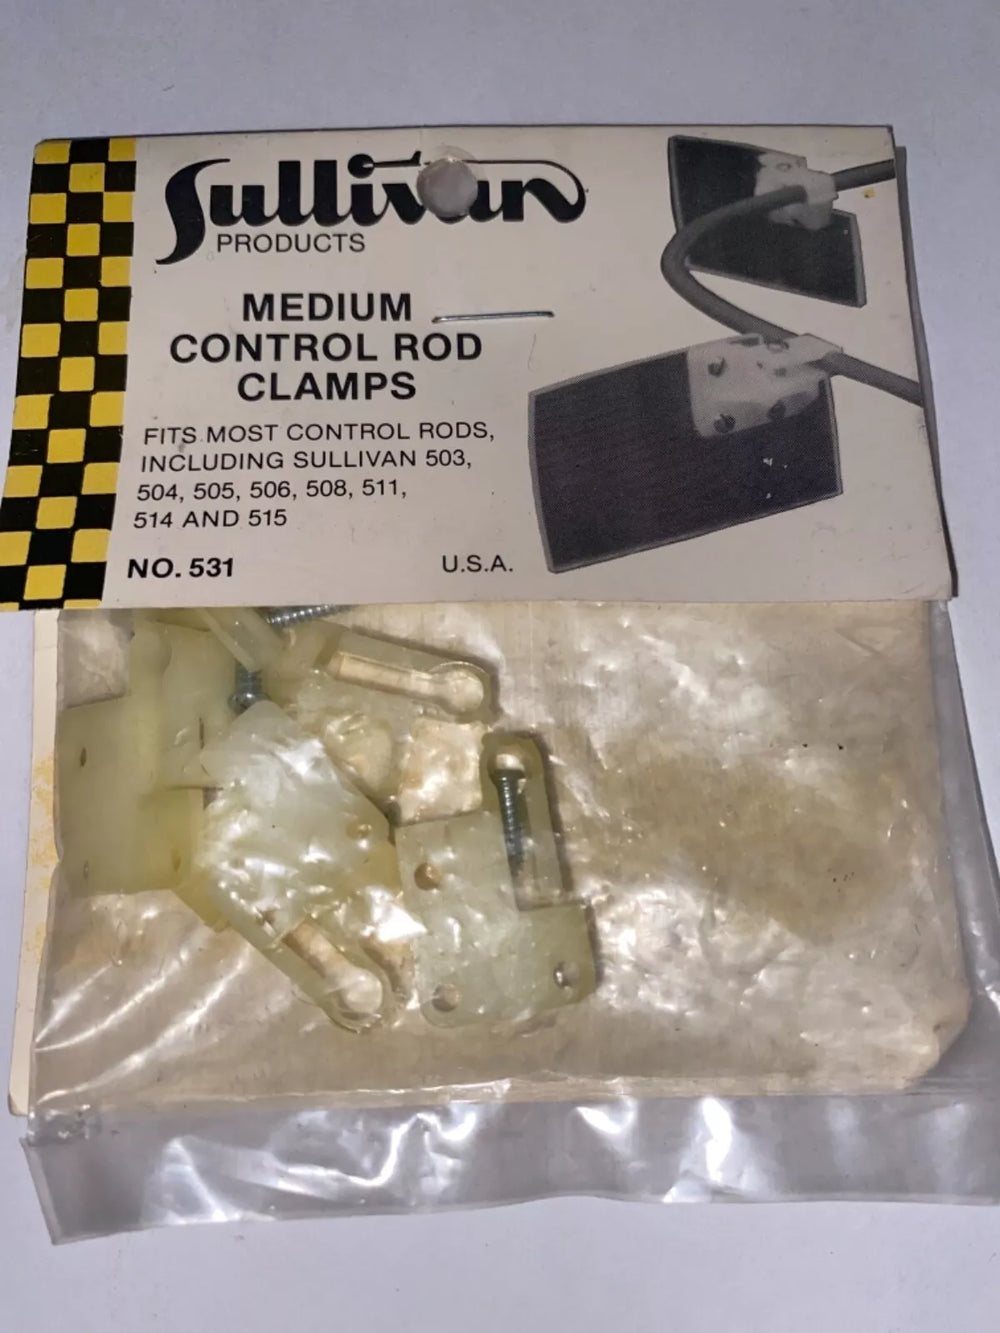 Sullivan
PRODUCTS
MEDIUM
CONTROL ROD
CLAMPS
FITS MOST CONTROL RODS,
INCLUDING SULLIVAN 503,
504, 505, 506, 508, 511,
514 AND 515
NO. 531
U.S.A.